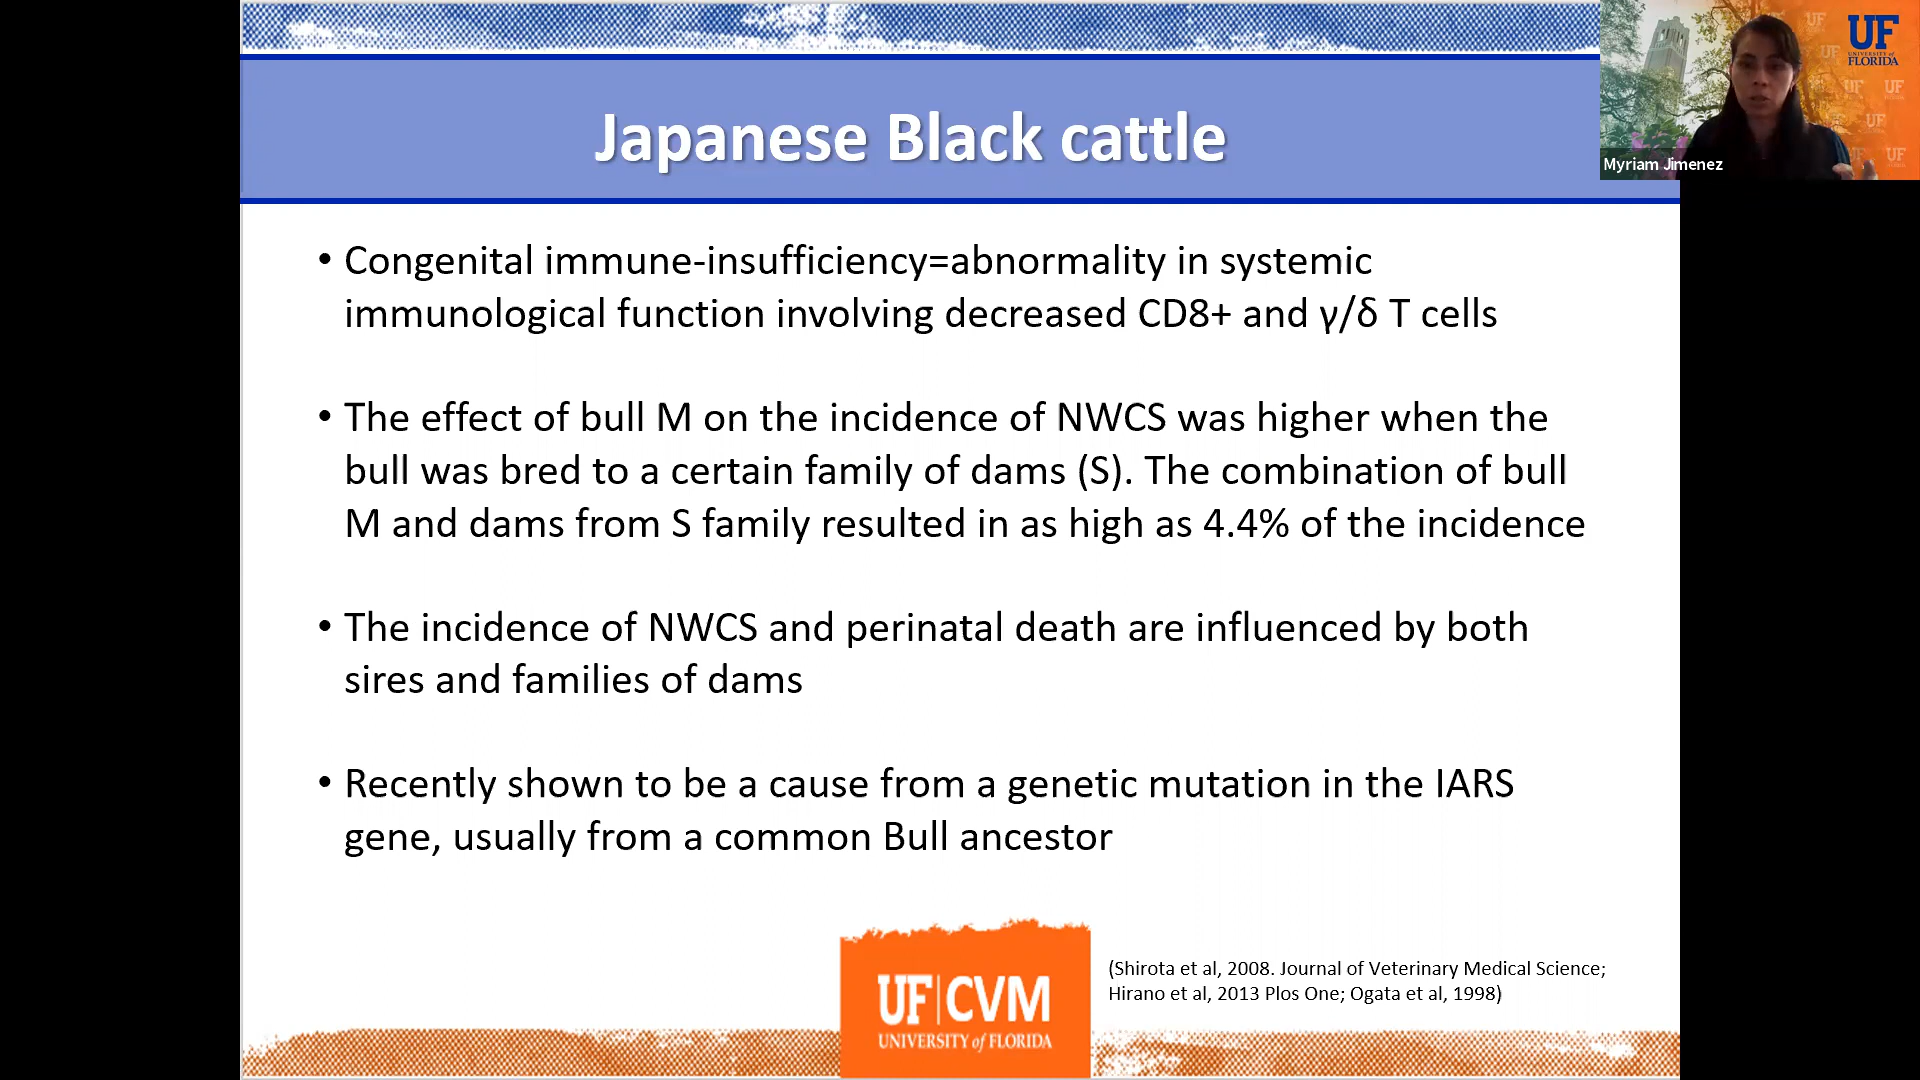 Japanese Black cattle
UF
UNIVERSITY of
FLORIDA
Myriam Jimenez
• Congenital immune-insufficiency=abnormality in systemic
immunological function involving decreased CD8+ and γ/δ T cells
• The effect of bull M on the incidence of NWCS was higher when the
bull was bred to a certain family of dams (S). The combination of bull
M and dams from S family resulted in as high as 4.4% of the incidence
• The incidence of NWCS and perinatal death are influenced by both
sires and families of dams
• Recently shown to be a cause from a genetic mutation in the IARS
gene, usually from a common Bull ancestor
UF|CVM
UNIVERSITY of FLORIDA
(Shirota et al, 2008. Journal of Veterinary Medical Science;
Hirano et al, 2013 Plos One; Ogata et al, 1998)